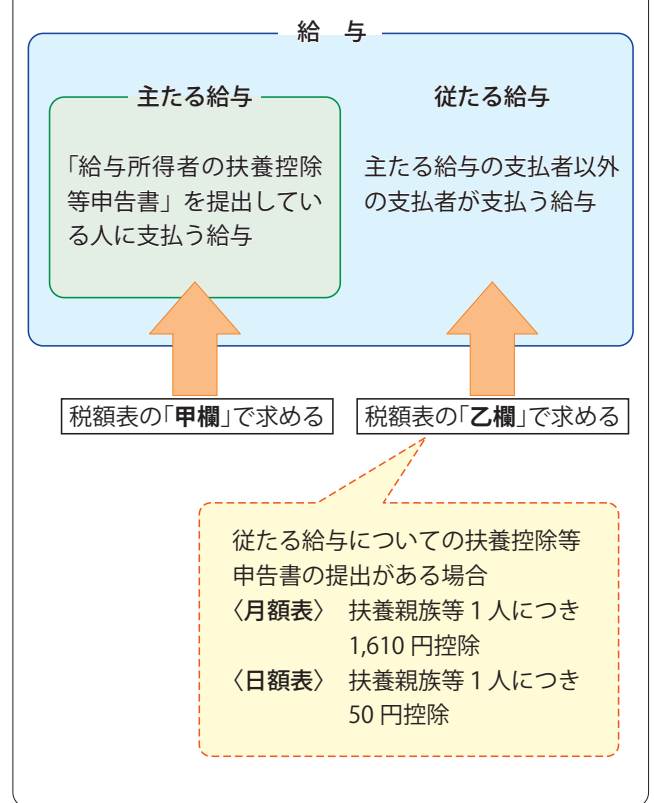 給　与
主たる給与
「給与所得者の扶養控除
等申告書」を提出してい
る人に支払う給与
従たる給与
主たる給与の支払者以外
の支払者が支払う給与
税額表の「甲欄」で求める
税額表の「乙欄」で求める
従たる給与についての扶養控除等
申告書の提出がある場合
〈月額表〉 扶養親族等１人につき
1,610 円控除
〈日額表〉 扶養親族等１人につき
50 円控除